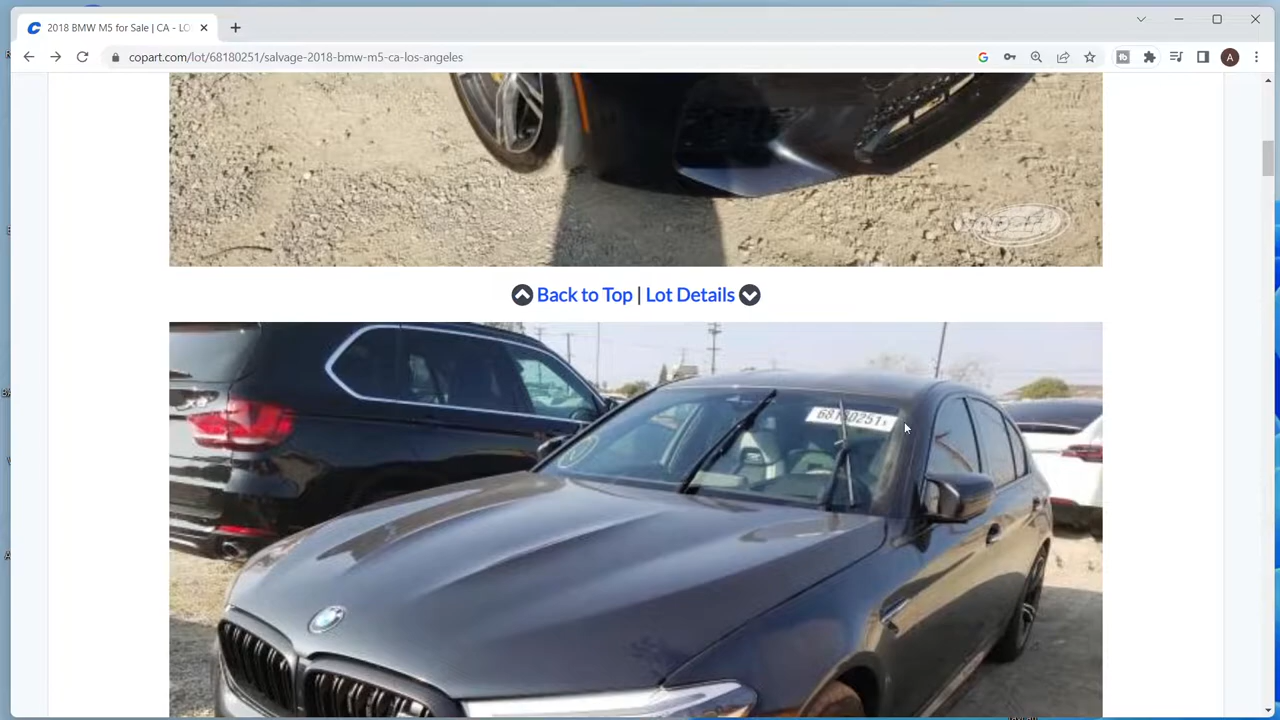 2018 BMW M5 for Sale | CA - LO
copart.com/lot/68180251/salvage-2018-bmw-m5-ca-los-angeles
A
Back to Top | Lot Details
68180251